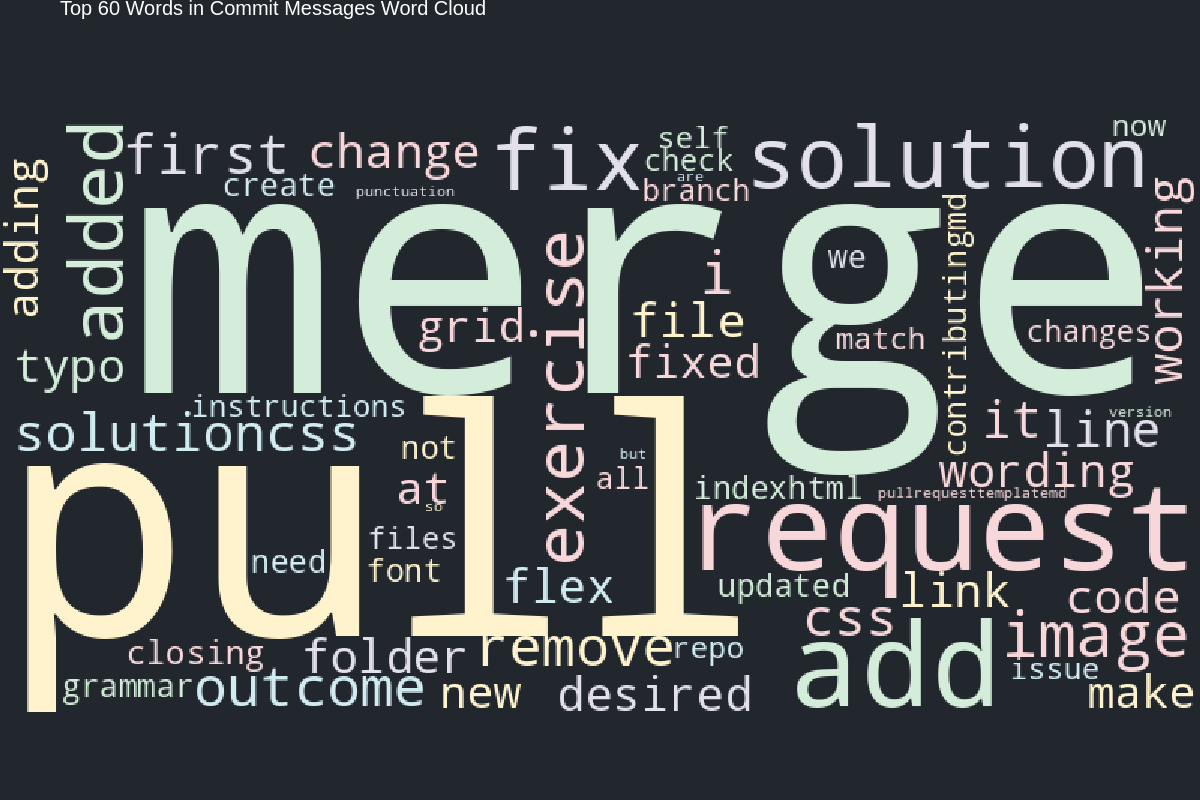 Top 60 Words in Commit Messages Word Cloud
now
self
first
change
fix
check
solution
are
branch
create
punctuation
adding
added
merge
working
we
contributingmd
i
exercise
grid
file
match
changes
fixed
typo
instructions
solutioncss
it
line
version
not
but
all
at
so
wording
indexhtml
pullrequesttemplatemd
request
pull
files
need
font
flex
updated
link
code
css
image
closing
folder
remove
repo
add
issue
grammar
outcome
new
desired
make